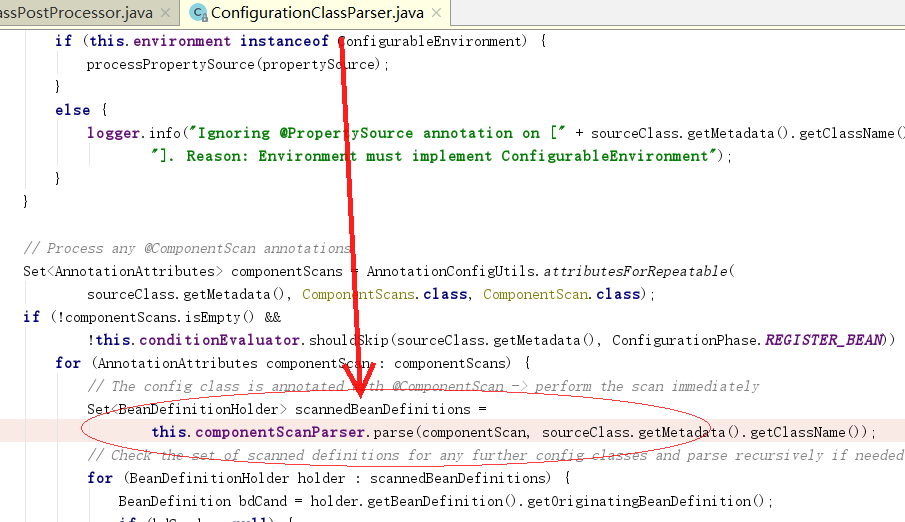 assPostProcessor.java × ConfigurationClassParser.java ×
if (this.environment instanceof ConfigurableEnvironment) {
processPropertySource(propertySource);
}
else {
logger.info("Ignoring @PropertySource annotation on [" + sourceClass.getMetadata().getClassName()
"]. Reason: Environment must implement ConfigurableEnvironment");
}
}
// Process any @ComponentScan annotations
Set<AnnotationAttributes> componentScans = AnnotationConfigUtils.attributesForRepeatable(
sourceClass.getMetadata(), ComponentScans.class, ComponentScan.class);
if (!componentScans.isEmpty() &&
!this.conditionEvaluator.shouldSkip(sourceClass.getMetadata(), ConfigurationPhase.REGISTER_BEAN))
for (AnnotationAttributes componentScan : componentScans) {
// The config class is annotated with @ComponentScan -> perform the scan immediately
Set<BeanDefinitionHolder> scannedBeanDefinitions =
this.componentScanParser.parse(componentScan, sourceClass.getMetadata().getClassName());
// Check the set of scanned definitions for any further config classes and parse recursively if needed
for (BeanDefinitionHolder holder : scannedBeanDefinitions) {
BeanDefinition bdCand = holder.getBeanDefinition().getOriginatingBeanDefinition();